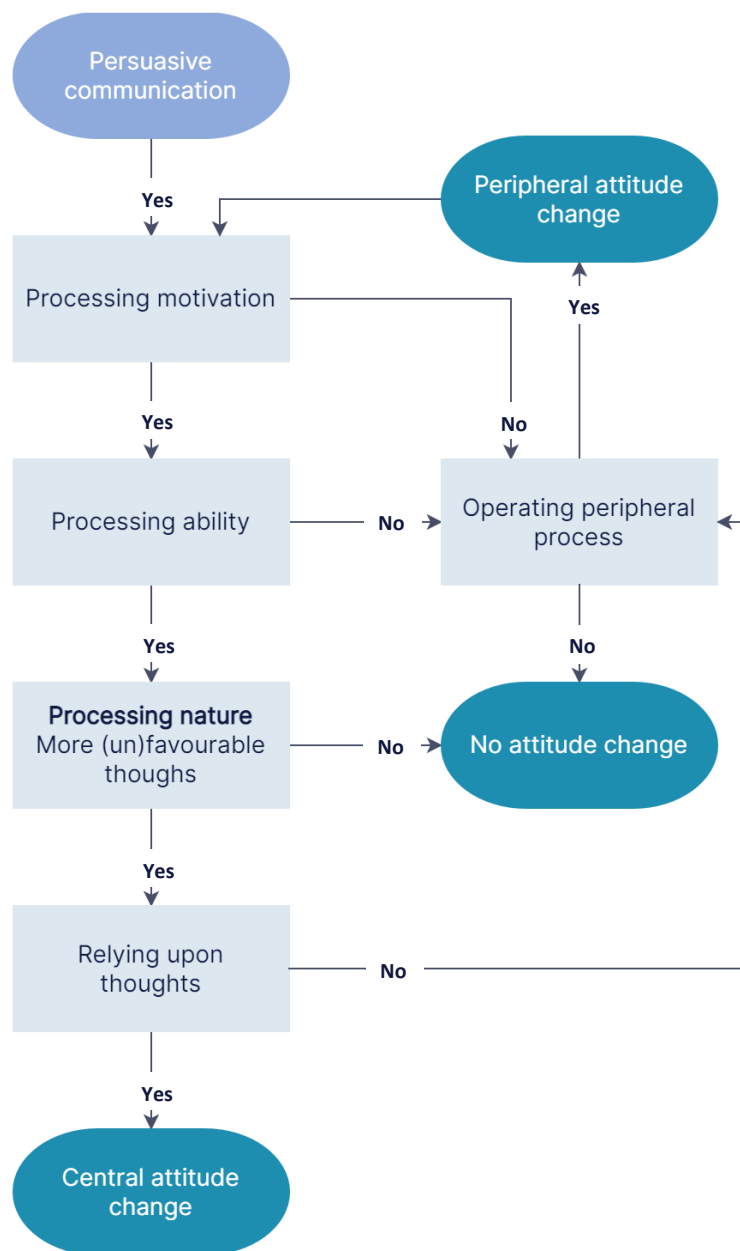 Persuasive
communication
Yes
Peripheral attitude
change
Processing motivation
Yes
Yes
No
Processing ability
No
Operating peripheral
process
Yes
No
Processing nature
More (un)favourable
thoughs
No
No attitude change
Yes
Relying upon
thoughts
No
Yes
Central attitude
change